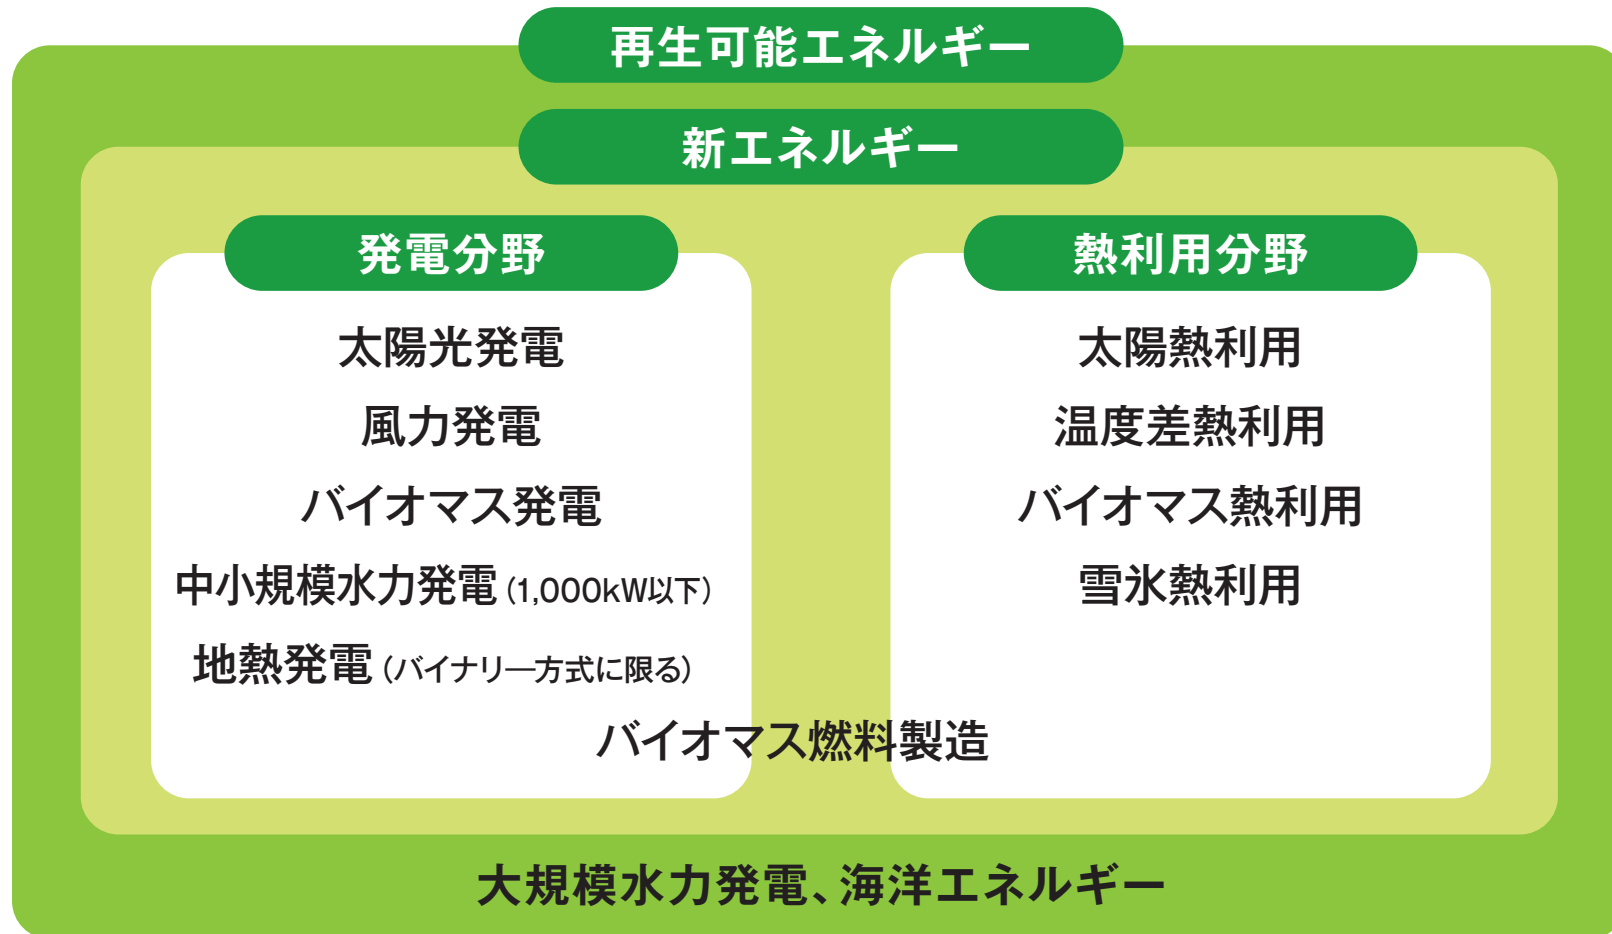 再生可能エネルギー
新エネルギー
発電分野
太陽光発電
風力発電
バイオマス発電
中小規模水力発電（1,000kW以下）
地熱発電（バイナリ―方式に限る）
熱利用分野
太陽熱利用
温度差熱利用
バイオマス熱利用
雪氷熱利用
バイオマス燃料製造
大規模水力発電、海洋エネルギー